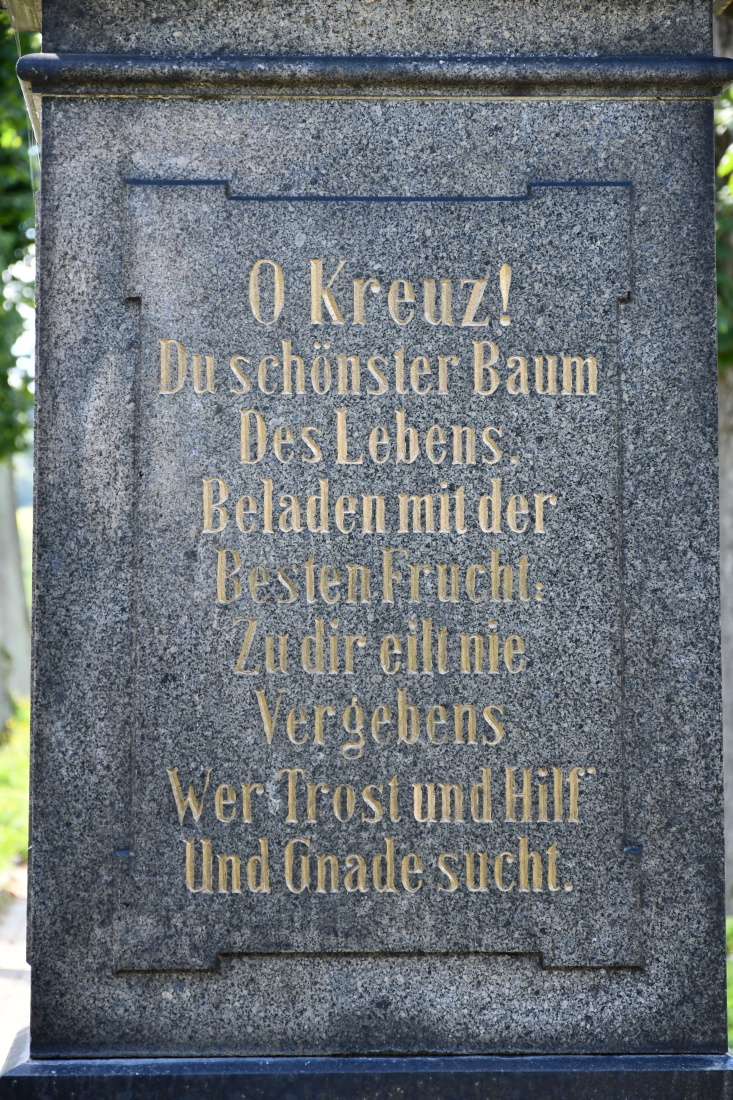 O Kreuz!
Du schönster Baum
Des Lebens.
Beladen mit der
Besten Frucht:
Zu dir eilt nie
Vergebens
Wer Trost und Hilf'
Und Gnade sucht.